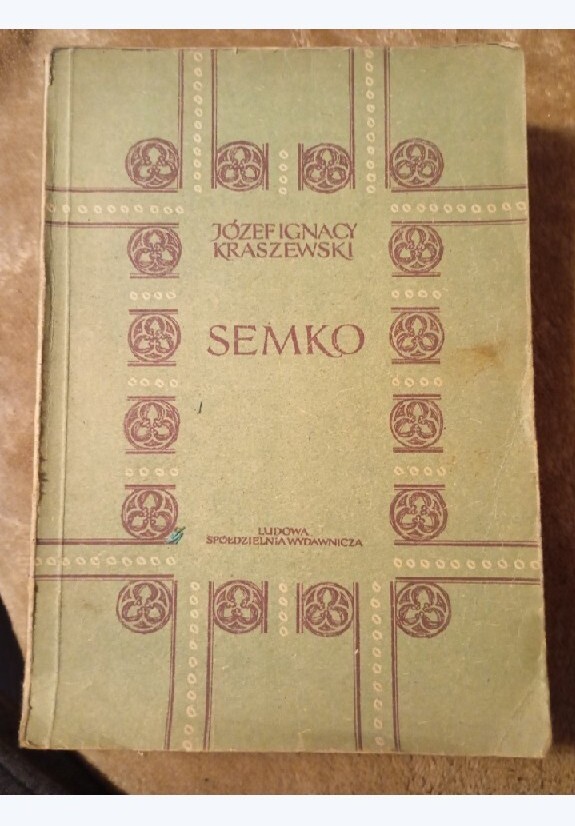 JÓZEF IGNACY
KRASZEWSKI
SEMKO
LUDOWA
SPÓŁDZIELNIA WYDAWNICZA